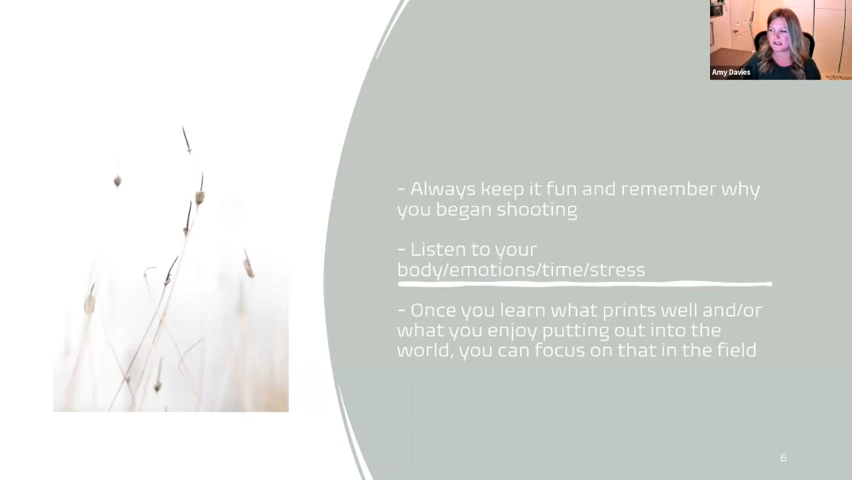 Amy Davies
- Always keep it fun and remember why
you began shooting
- Listen to your
body/emotions/time/stress
- Once you learn what prints well and/or
what you enjoy putting out into the
world, you can focus on that in the field
6